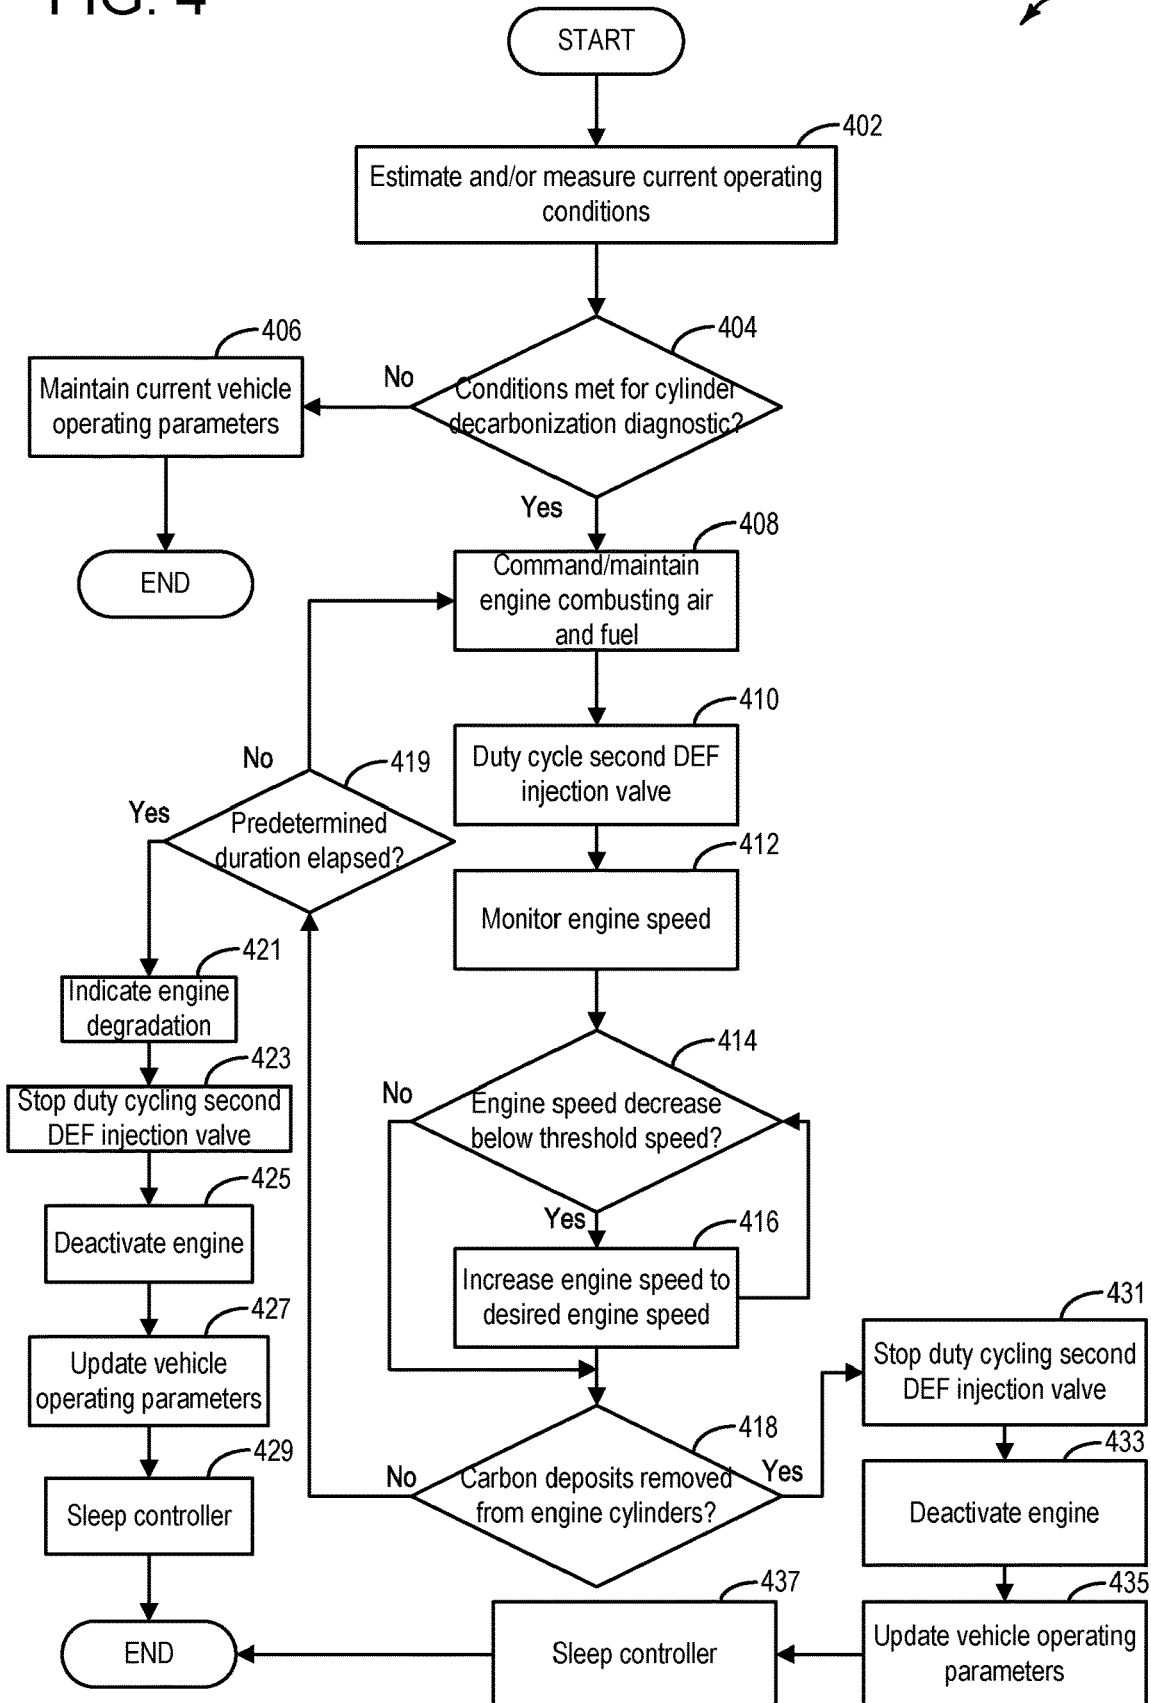 FIG. 4
START
402
Estimate and/or measure current operating
conditions
404
Conditions met for cylinder
decarbonization diagnostic?
No
406
Maintain current vehicle
operating parameters
END
Yes
408
Command/maintain
engine combusting air
and fuel
410
Duty cycle second DEF
injection valve
412
Monitor engine speed
414
Engine speed decrease
below threshold speed?
No
Yes
416
Increase engine speed to
desired engine speed
418
Carbon deposits removed
from engine cylinders?
No
Yes
419
Predetermined
duration elapsed?
No
Yes
421
Indicate engine
degradation
423
Stop duty cycling second
DEF injection valve
425
Deactivate engine
427
Update vehicle
operating parameters
429
Sleep controller
END
431
Stop duty cycling second
DEF injection valve
433
Deactivate engine
435
Update vehicle operating
parameters
437
Sleep controller